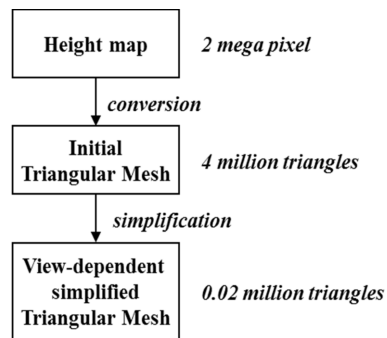 Height map
2 mega pixel
conversion
Initial
Triangular Mesh
4 million triangles
simplification
View-dependent
simplified
Triangular Mesh
0.02 million triangles